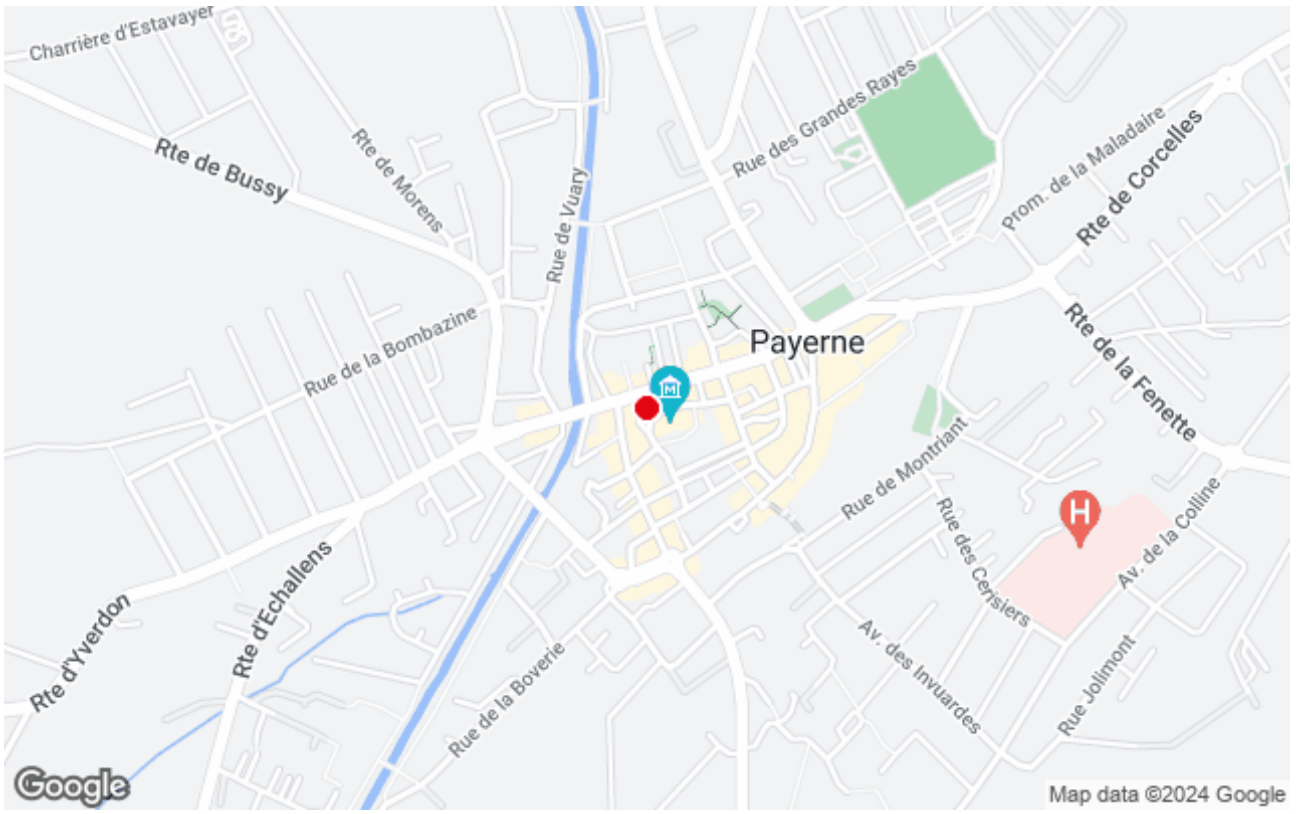 Charrière d'Estavayer
Rte de Bussy
Rte de Morens
Rue de Vuary
Rue des Grandes Rayes
Prom. de la Maladaire
Rte de Corcelles
Rue de la Bombazine
Payerne
M
Rte de la Fenette
Rue de Montriant
H
Rue des Cerisiers
Av. de la Colline
Rte d'Yverdon
Rte d'Echallens
Rue de la Boverie
Av. des Invuardes
Rue Jolimont
Google
Map data ©2024 Google